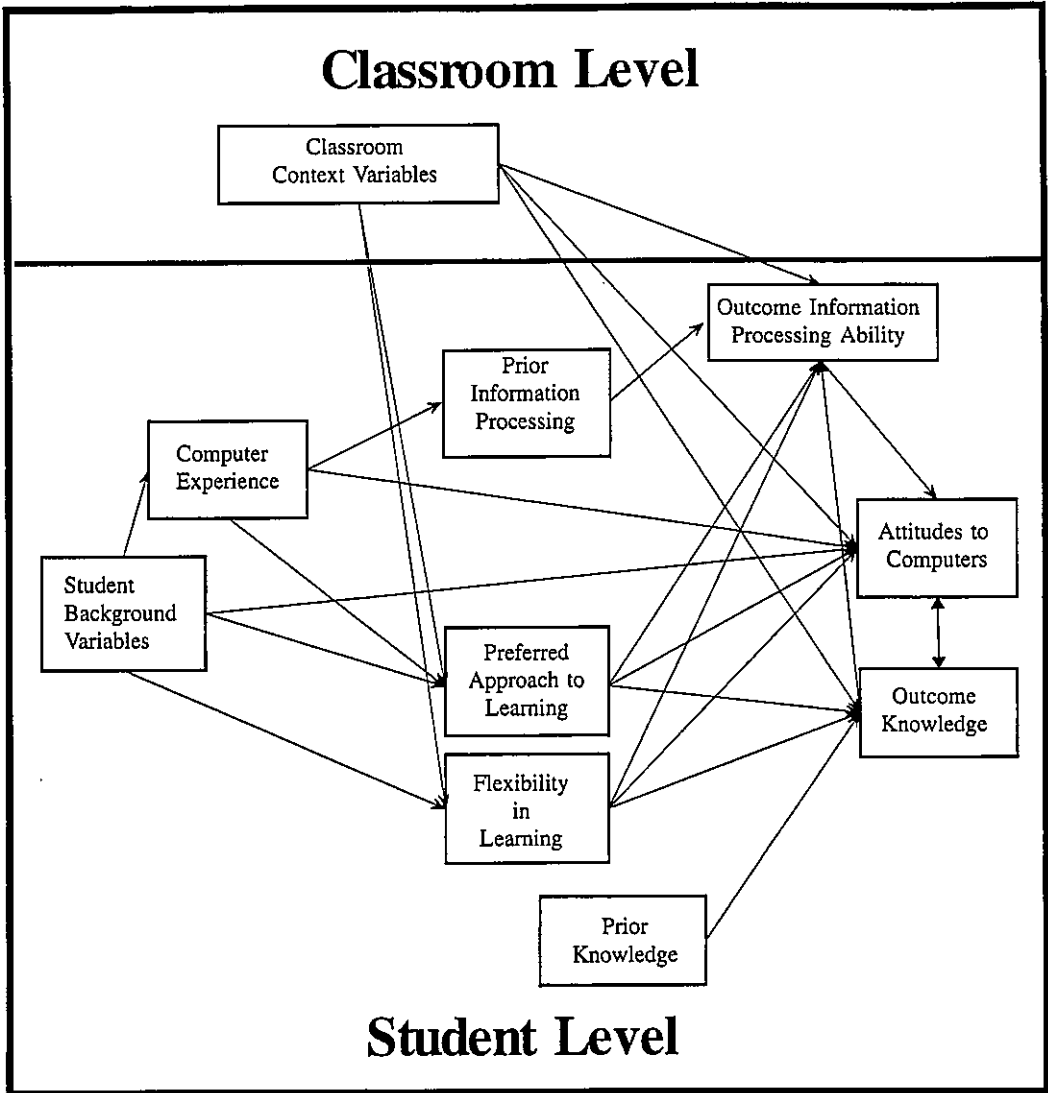 Classroom Level
Classroom
Context Variables
Outcome Information
Processing Ability
Prior
Information
Processing
Computer
Experience
Attitudes to
Computers
Student
Background
Variables
Preferred
Approach to
Learning
Outcome
Knowledge
Flexibility
in
Learning
Prior
Knowledge
Student Level